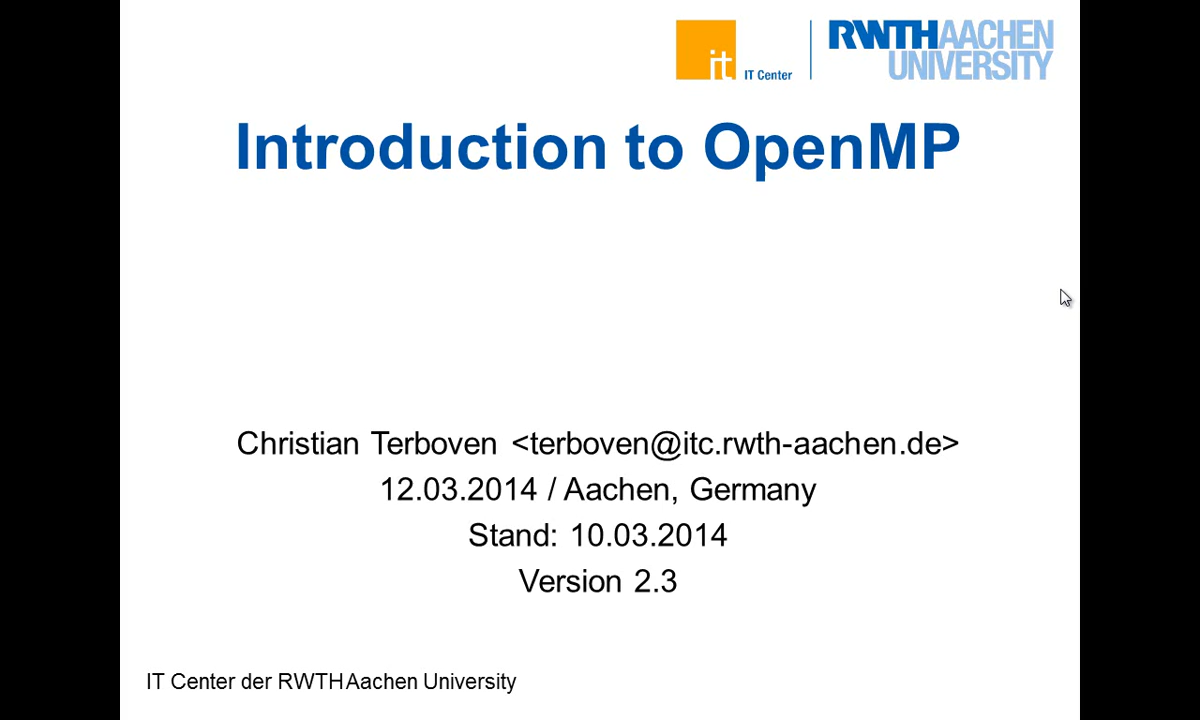 it IT Center RWTHAACHEN
UNIVERSITY
Introduction to OpenMP
Christian Terboven <terboven@itc.rwth-aachen.de>
12.03.2014 / Aachen, Germany
Stand: 10.03.2014
Version 2.3
IT Center der RWTH Aachen University